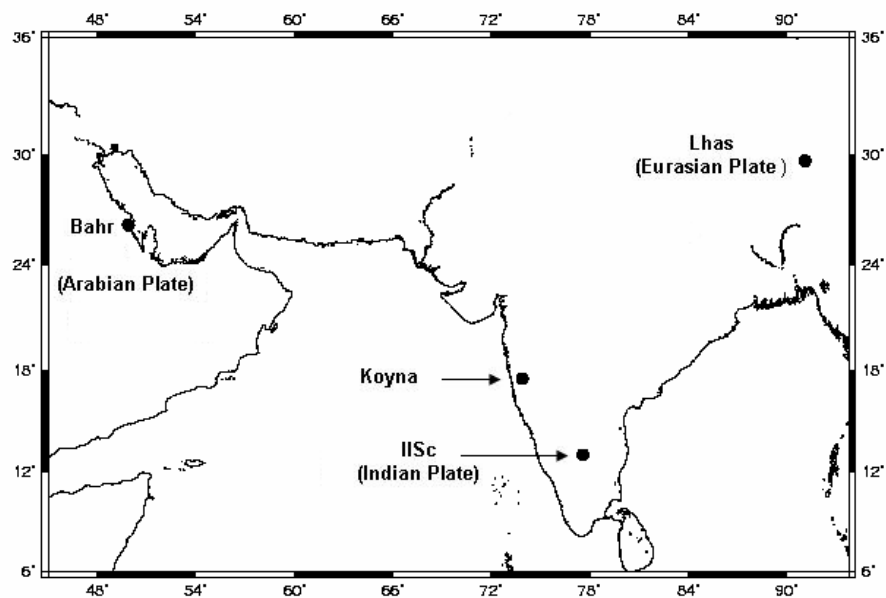 48° 54° 60° 66° 72° 78° 84° 90°
36° 36°
Lhas
30° (Eurasian Plate ) 30°
Bahr
24° 24°
(Arabian Plate)
18° Koyna 18°
IISc
12° (Indian Plate) 12°
6° 6°
48° 54° 60° 66° 72° 78° 84° 90°